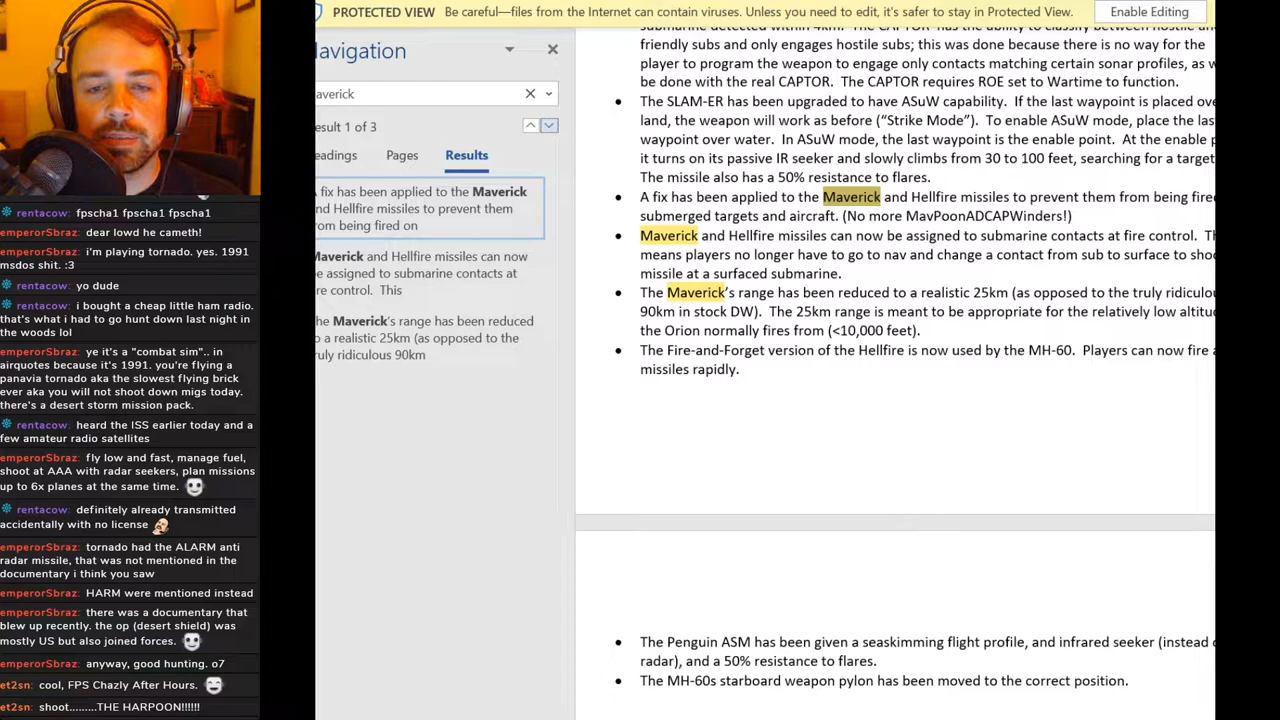 PROTECTED VIEW Be careful—files from the Internet can contain viruses. Unless you need to edit, it's safer to stay in Protected View. Enable Editing
Navigation
averick
esult 1 of 3
eadings Pages Results
fix has been applied to the Maverick
nd Hellfire missiles to prevent them
rom being fired on
Maverick and Hellfire missiles can now
e assigned to submarine contacts at
re control. This
he Maverick's range has been reduced
o a realistic 25km (as opposed to the
ruly ridiculous 90km
submarine detected within 4km. The CAPTOR has the ability to classify between hostile and
friendly subs and only engages hostile subs; this was done because there is no way for the
player to program the weapon to engage only contacts matching certain sonar profiles, as w
be done with the real CAPTOR. The CAPTOR requires ROE set to Wartime to function.
• The SLAM-ER has been upgraded to have ASuW capability. If the last waypoint is placed ove
land, the weapon will work as before ("Strike Mode"). To enable ASuW mode, place the las
waypoint over water. In ASuW mode, the last waypoint is the enable point. At the enable p
it turns on its passive IR seeker and slowly climbs from 30 to 100 feet, searching for a target
The missile also has a 50% resistance to flares.
• A fix has been applied to the Maverick and Hellfire missiles to prevent them from being fired
submerged targets and aircraft. (No more MavPoonADCAPWinders!)
• Maverick and Hellfire missiles can now be assigned to submarine contacts at fire control. Th
means players no longer have to go to nav and change a contact from sub to surface to shoo
missile at a surfaced submarine.
• The Maverick's range has been reduced to a realistic 25km (as opposed to the truly ridiculou
90km in stock DW). The 25km range is meant to be appropriate for the relatively low altitud
the Orion normally fires from (<10,000 feet).
• The Fire-and-Forget version of the Hellfire is now used by the MH-60. Players can now fire a
missiles rapidly.
• The Penguin ASM has been given a seaskimming flight profile, and infrared seeker (instead o
radar), and a 50% resistance to flares.
• The MH-60s starboard weapon pylon has been moved to the correct position.
rentacow: fpscha1 fpscha1 fpscha1
emperorSbraz: dear lowd he cameth!
emperorSbraz: i'm playing tornado. yes. 1991
msdos shit. :3
rentacow: yo dude
rentacow: i bought a cheap little ham radio.
that's what i had to go hunt down last night in
the woods lol
emperorSbraz: ye it's a "combat sim".. in
airquotes because it's 1991. you're flying a
panavia tornado aka the slowest flying brick
ever aka you will not shoot down migs today.
there's a desert storm mission pack.
rentacow: heard the ISS earlier today and a
few amateur radio satellites
emperorSbraz: fly low and fast, manage fuel,
shoot at AAA with radar seekers, plan missions
up to 6x planes at the same time.
rentacow: definitely already transmitted
accidentally with no license
emperorSbraz: tornado had the ALARM anti
radar missile, that was not mentioned in the
documentary i think you saw
emperorSbraz: HARM were mentioned instead
emperorSbraz: there was a documentary that
blew up recently. the op (desert shield) was
mostly US but also joined forces.
emperorSbraz: anyway, good hunting. o7
et2sn: cool, FPS Chazly After Hours.
et2sn: shoot.........THE HARPOON!!!!!!